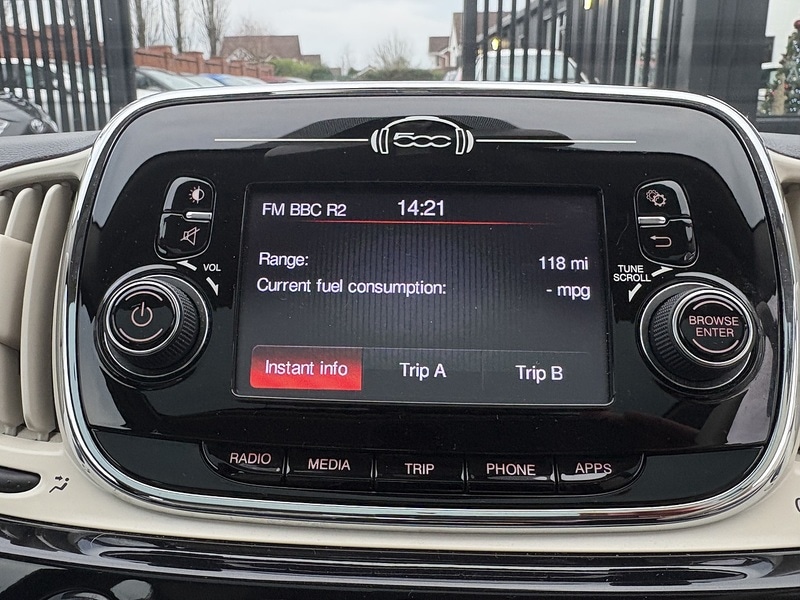 500
FM BBC R2 14:21
VOL
TUNE
SCROLL
Range: 118 mi
Current fuel consumption: - mpg
BROWSE
ENTER
Instant info Trip A Trip B
RADIO MEDIA TRIP PHONE APPS